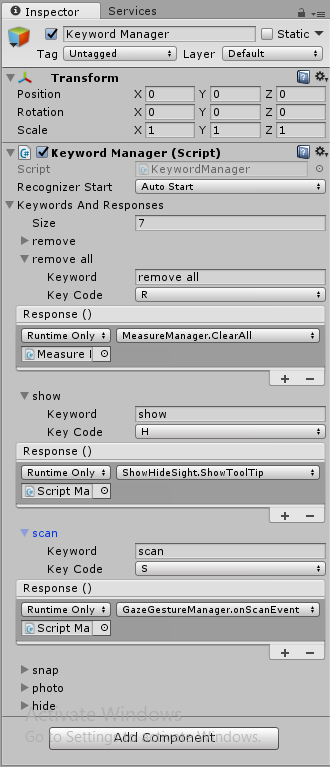 Inspector Services
Keyword Manager Static
Tag Untagged Layer Default
Transform
Position X 0 Y 0 Z 0
Rotation X 0 Y 0 Z 0
Scale X 1 Y 1 Z 1
Keyword Manager (Script)
Script KeywordManager
Recognizer Start Auto Start
Keywords And Responses
Size 7
remove
remove all
Keyword remove all
Key Code R
Response ()
Runtime Only MeasureManager.ClearAll
Measure
+ −
show
Keyword show
Key Code H
Response ()
Runtime Only ShowHideSight.ShowToolTip
Script Ma
+ −
scan
Keyword scan
Key Code S
Response ()
Runtime Only GazeGestureManager.onScanEvent
Script Ma
+ −
snap
photo
hide
Activate Windows
Go to Settings to activate Windows.
Add Component